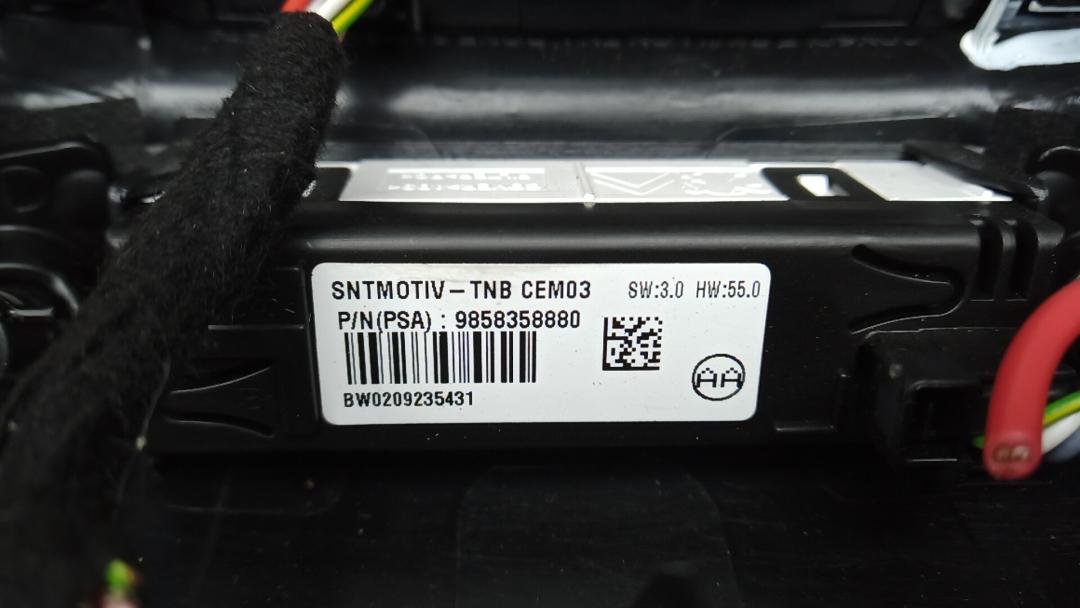 SNTMOTIV-TNB CEM03 SW:3.0 HW:55.0
P/N(PSA) : 9858358880
BW0209235431
AA